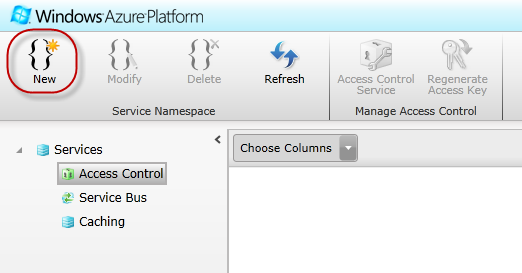 Windows Azure Platform
New
Modify
Delete
Refresh
Access Control
Service
Regenerate
Access Key
Service Namespace
Manage Access Control
Services
Access Control
Service Bus
Caching
Choose Columns